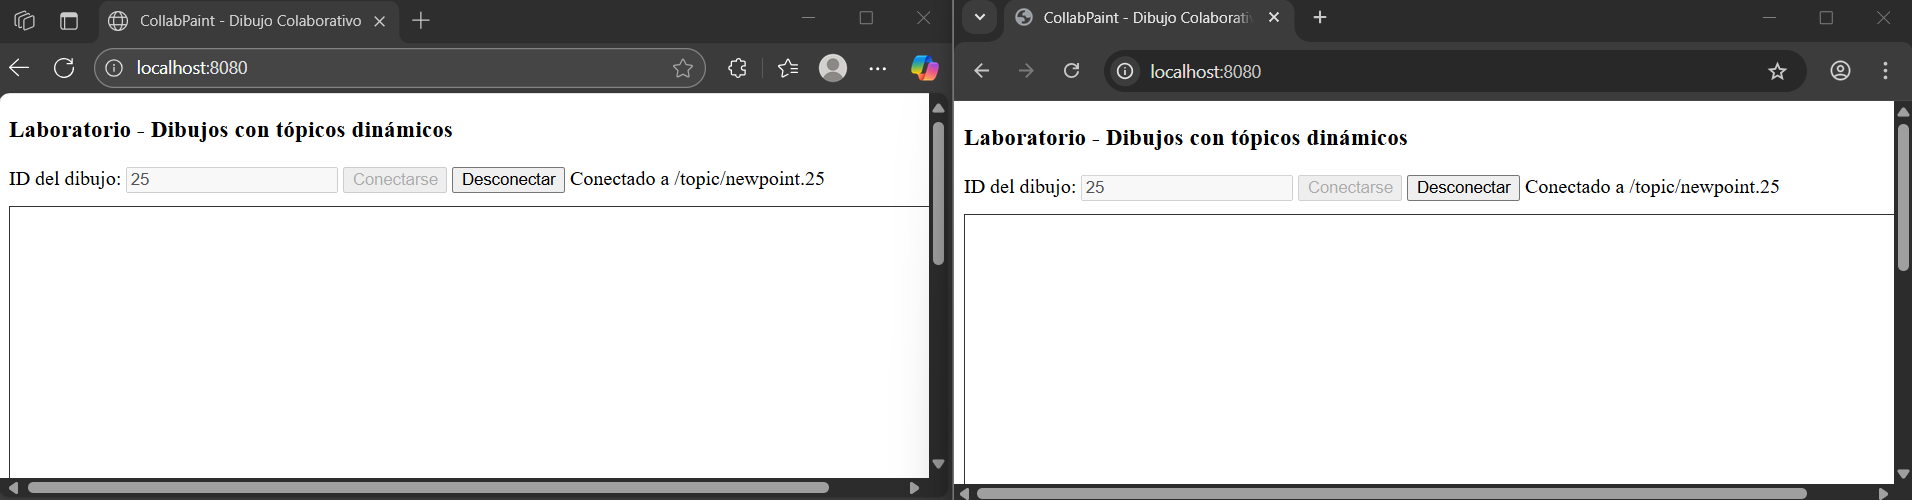 CollabPaint - Dibujo Colaborativo
localhost:8080
Laboratorio - Dibujos con tópicos dinámicos
ID del dibujo: 25 Conectarse Desconectar Conectado a /topic/newpoint.25
CollabPaint - Dibujo Colaborati
localhost:8080
Laboratorio - Dibujos con tópicos dinámicos
ID del dibujo: 25 Conectarse Desconectar Conectado a /topic/newpoint.25